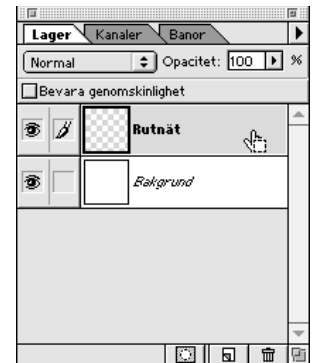 Lager Kanaler Banor
Normal Opacitet: 100 %
Bevara genomskinlighet
Rutnät
Bakgrund